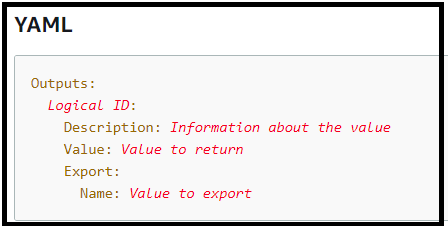 YAML
Outputs:
  Logical ID:
    Description: Information about the value
    Value: Value to return
    Export:
      Name: Value to export